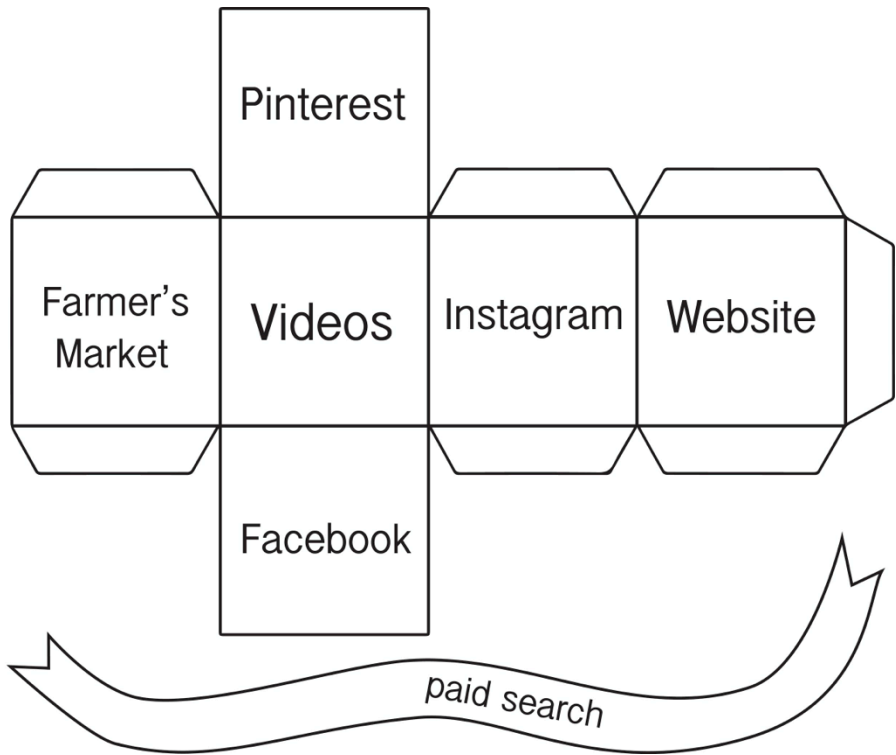 Pinterest
Farmer’s
Market
Videos
Instagram
Website
Facebook
paid search